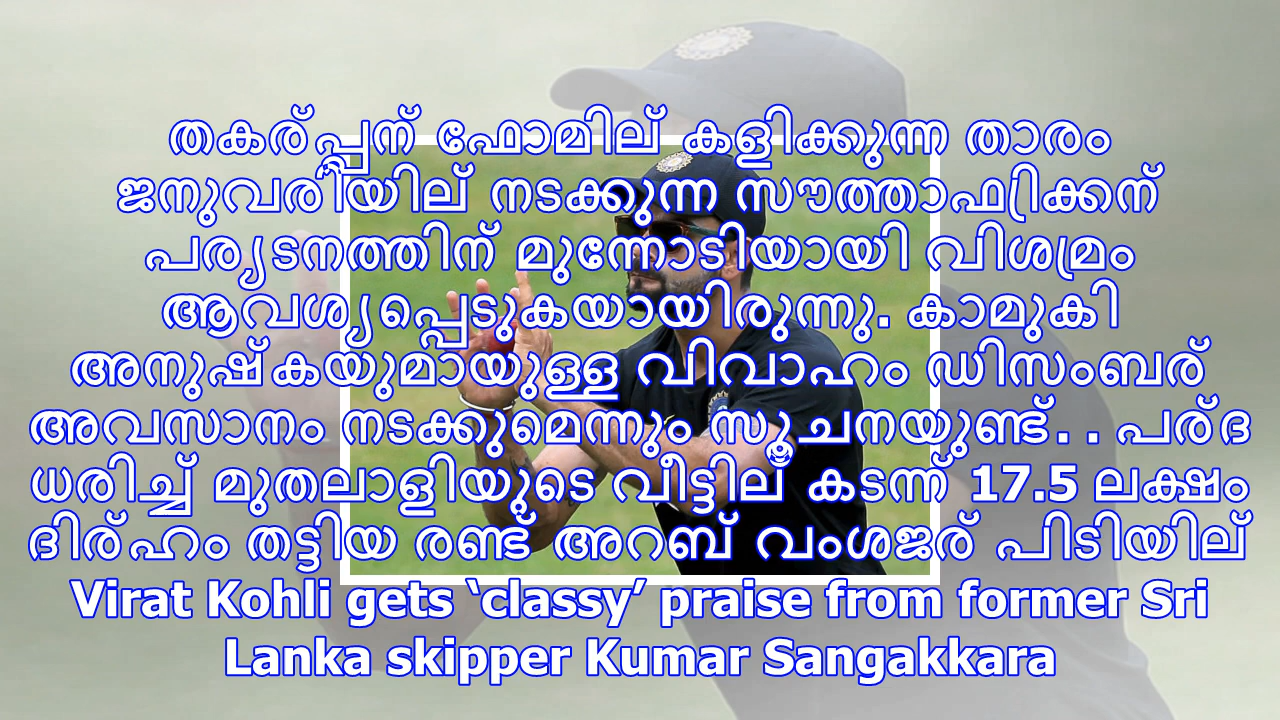 തകര്‍പ്പന്‍ ഫോമില്‍ കളിക്കുന്ന താരം
ജനുവരിയില്‍ നടക്കുന്ന സൗത്താഫ്രിക്കന്‍
പര്യടനത്തിന് മുന്നോടിയായി വിശ്രമം
ആവശ്യപ്പെടുകയായിരുന്നു. കാമുകി
അനുഷ്കയുമായുള്ള വിവാഹം ഡിസംബര്‍
അവസാനം നടക്കുമെന്നും സൂചനയുണ്ട്. . പര്‍ദ
ധരിച്ച് മുതലാളിയുടെ വീട്ടില്‍ കടന്ന് 17.5 ലക്ഷം
ദിര്‍ഹം തട്ടിയ രണ്ട് അറബ് വംശജര്‍ പിടിയില്‍
Virat Kohli gets ‘classy’ praise from former Sri
Lanka skipper Kumar Sangakkara